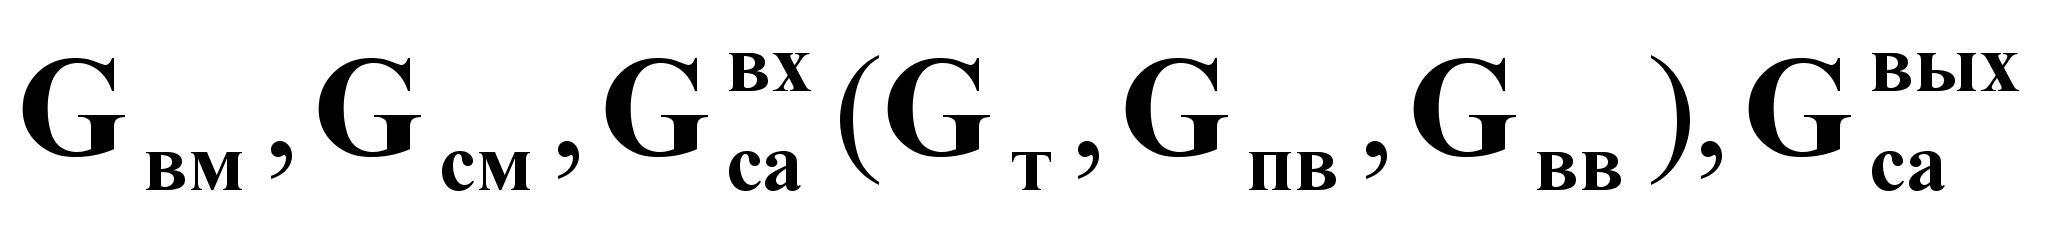 G вм , G см , G вх са ( G т , G пв , G вв ), G вых са